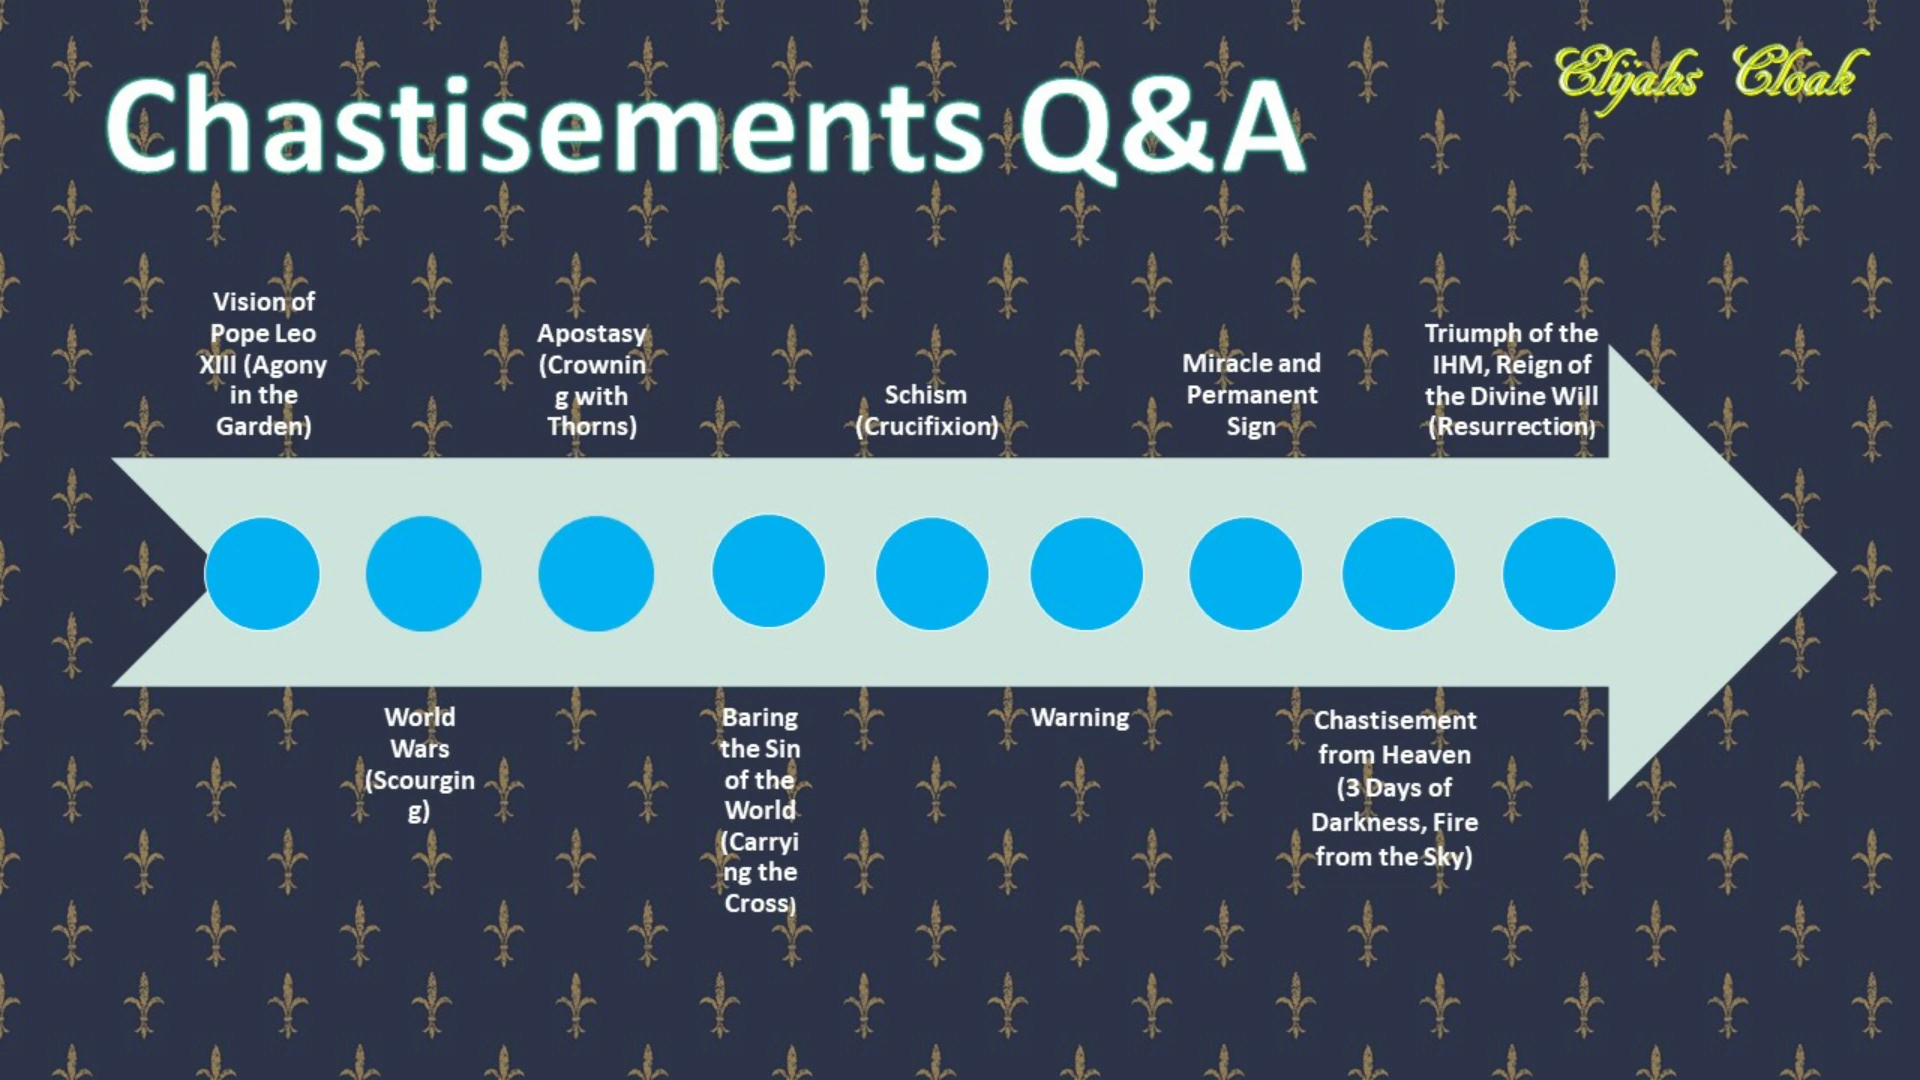 Chastisements Q&A
Elijahs Cloak
Vision of
Pope Leo
XIII (Agony
in the
Garden)
Apostasy
(Crownin
g with
Thorns)
Schism
(Crucifixion)
Miracle and
Permanent
Sign
Triumph of the
IHM, Reign of
the Divine Will
(Resurrection)
World
Wars
(Scourgin
g)
Baring
the Sin
of the
World
(Carryi
ng the
Cross)
Warning
Chastisement
from Heaven
(3 Days of
Darkness, Fire
from the Sky)